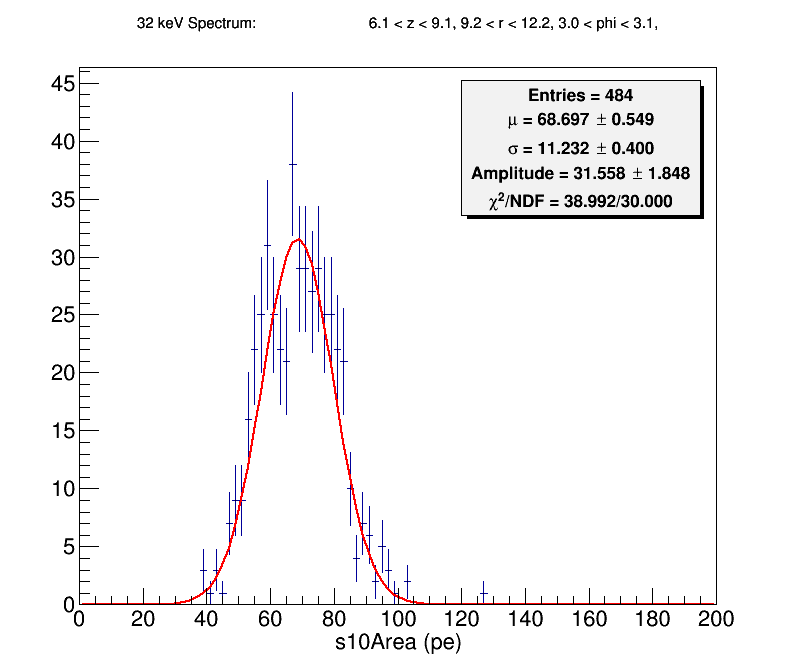 32 keV Spectrum: 6.1 < z < 9.1, 9.2 < r < 12.2, 3.0 < phi < 3.1,
Entries = 484
μ = 68.697 ± 0.549
σ = 11.232 ± 0.400
Amplitude = 31.558 ± 1.848
χ²/NDF = 38.992/30.000
45
40
35
30
25
20
15
10
5
0
0 20 40 60 80 100 120 140 160 180 200
s10Area (pe)